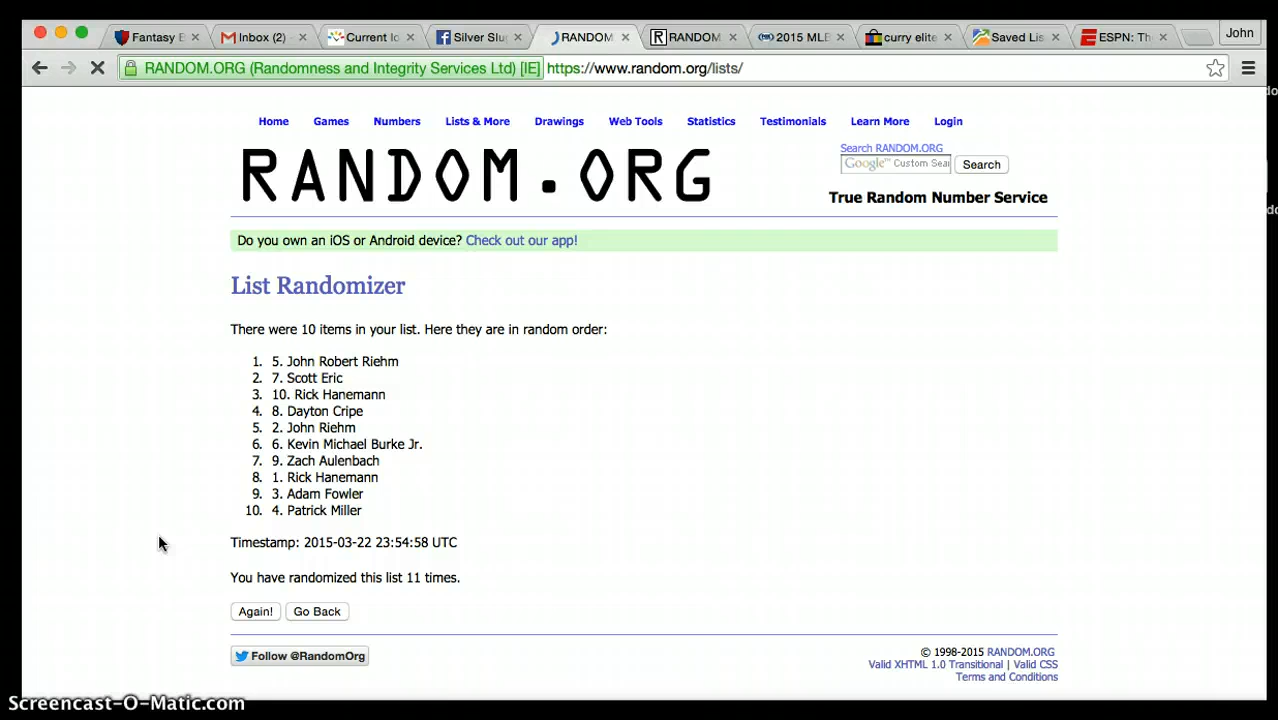 Fantasy E
Inbox (2)
Current Io
Silver Slu
RANDOM
RANDOM.
2015 MLB
curry elite
Saved Lis
ESPN: Th
John
RANDOM.ORG (Randomness and Integrity Services Ltd) [IE] https://www.random.org/lists/
Home Games Numbers Lists & More Drawings Web Tools Statistics Testimonials Learn More Login
RANDOM.ORG
Search RANDOM.ORG
Google™ Custom Sear
Search
True Random Number Service
Do you own an iOS or Android device? Check out our app!
List Randomizer
There were 10 items in your list. Here they are in random order:
1. 5. John Robert Riehm
2. 7. Scott Eric
3. 10. Rick Hanemann
4. 8. Dayton Cripe
5. 2. John Riehm
6. 6. Kevin Michael Burke Jr.
7. 9. Zach Aulenbach
8. 1. Rick Hanemann
9. 3. Adam Fowler
10. 4. Patrick Miller
Timestamp: 2015-03-22 23:54:58 UTC
You have randomized this list 11 times.
Again! Go Back
Follow @RandomOrg
© 1998-2015 RANDOM.ORG
Valid XHTML 1.0 Transitional | Valid CSS
Terms and Conditions
Screencast-O-Matic.com